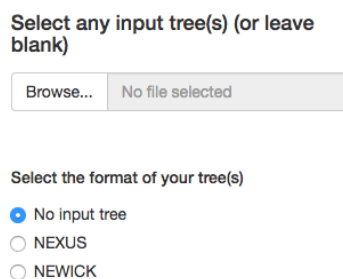 Select any input tree(s) (or leave
blank)
Browse... No file selected
Select the format of your tree(s)
No input tree
NEXUS
NEWICK